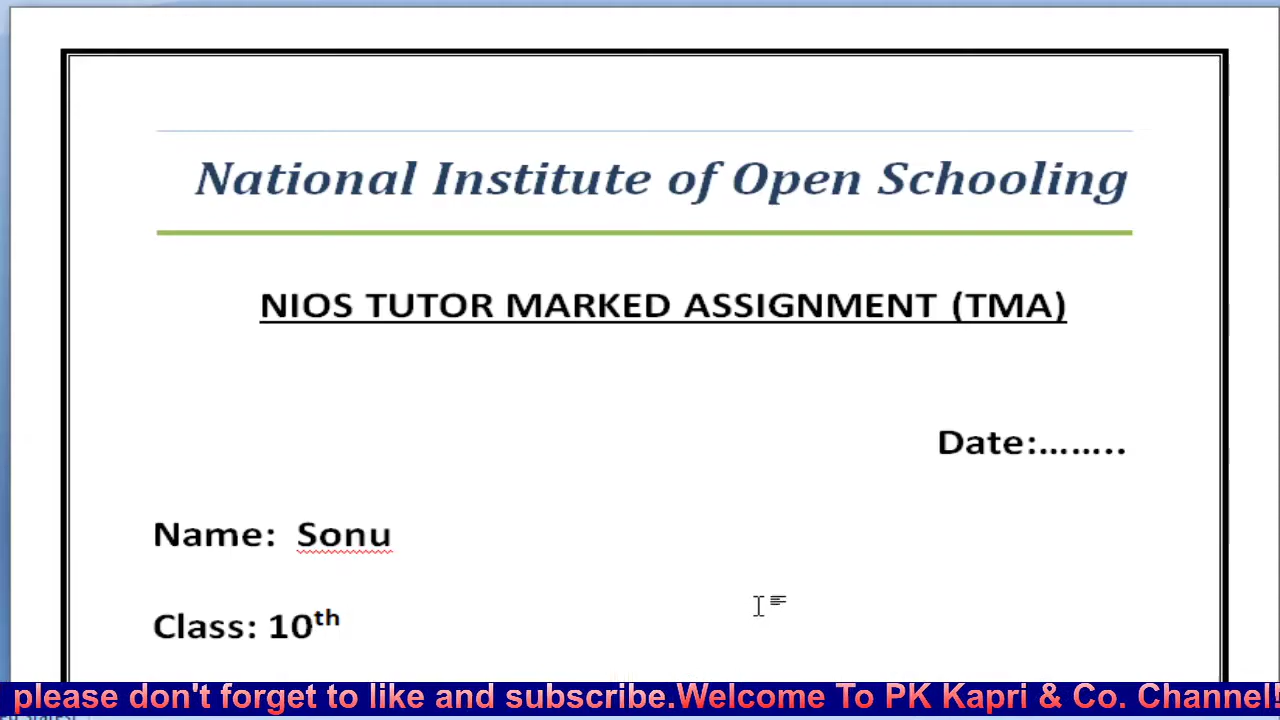 National Institute of Open Schooling
NIOS TUTOR MARKED ASSIGNMENT (TMA)
Date:……..
Name: Sonu
Class: 10th
please don't forget to like and subscribe.Welcome To PK Kapri & Co. Channel!